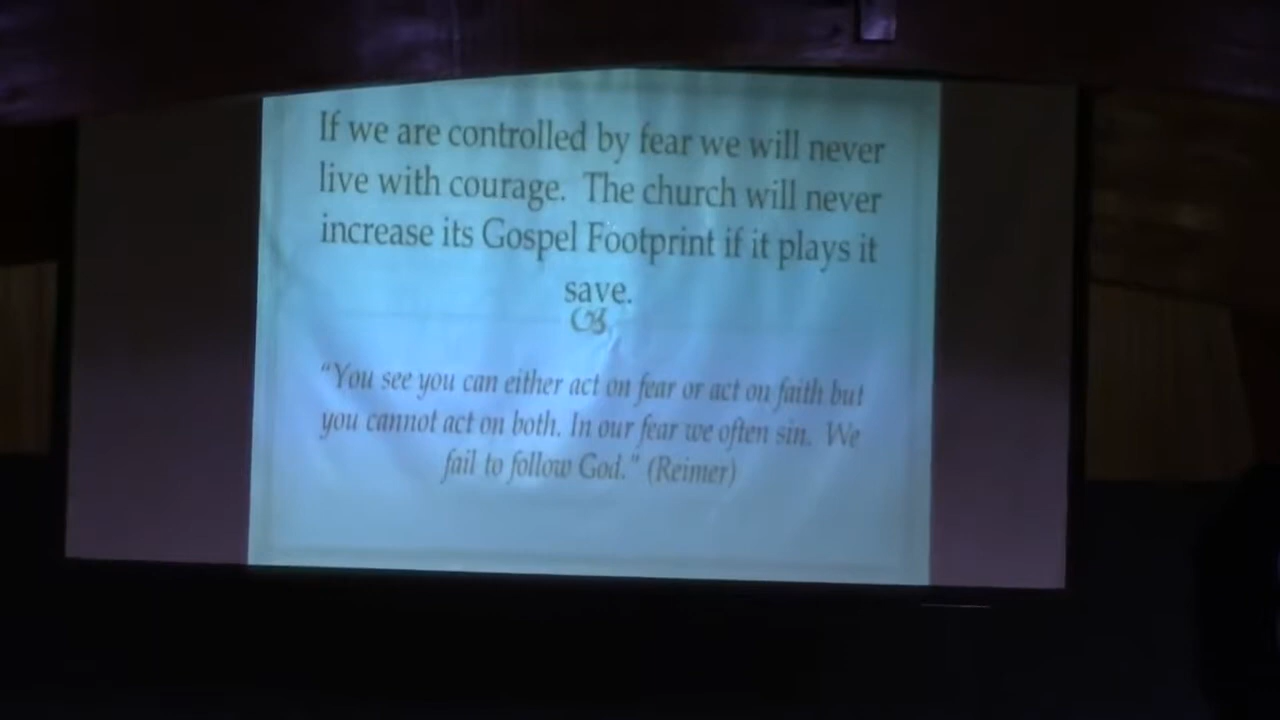 If we are controlled by fear we will never
live with courage.  The church will never
increase its Gospel Footprint if it plays it
save.
“You see you can either act on fear or act on faith but
you cannot act on both. In our fear we often sin.  We
fail to follow God." (Reimer)